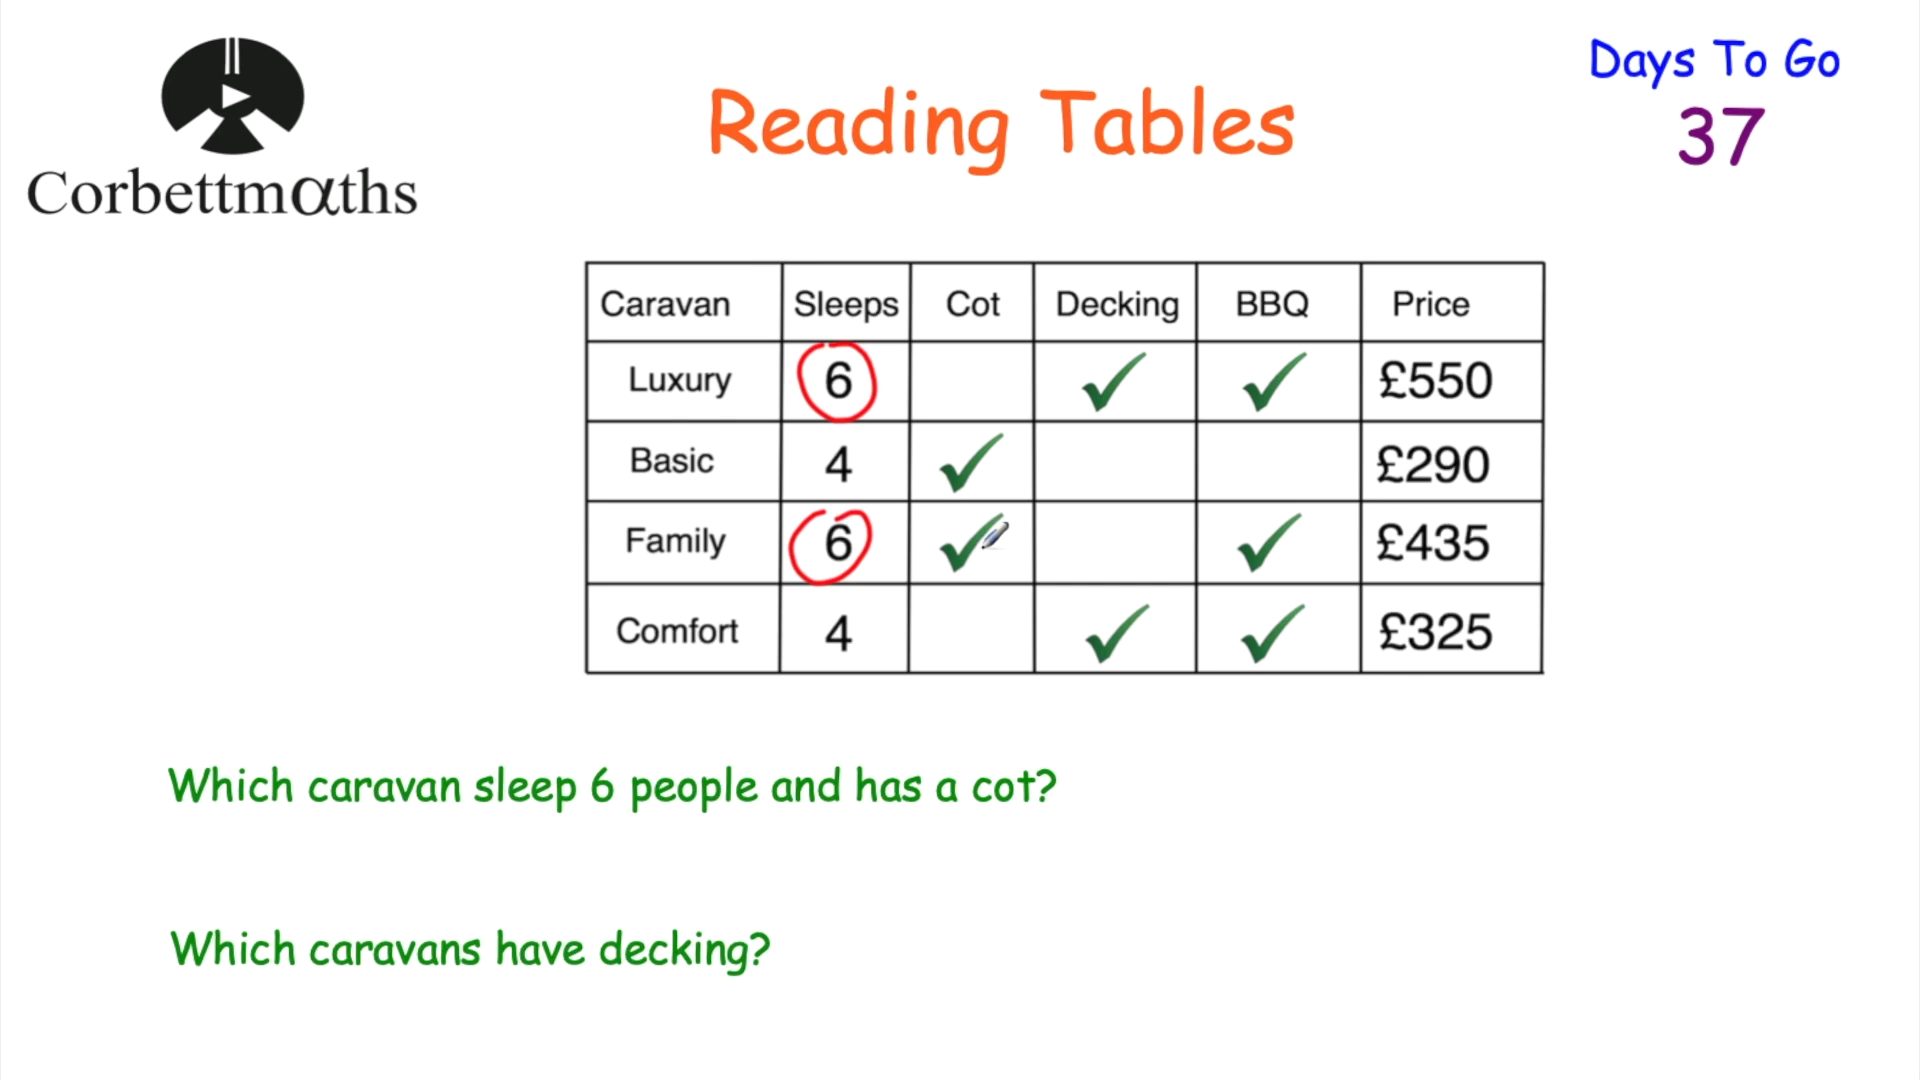 Corbettmαths
Reading Tables
Days To Go
37
Caravan Sleeps Cot Decking BBQ Price
Luxury 6 ✓ ✓ £550
Basic 4 ✓ £290
Family 6 ✓ ✓ £435
Comfort 4 ✓ ✓ £325
Which caravan sleep 6 people and has a cot?
Which caravans have decking?